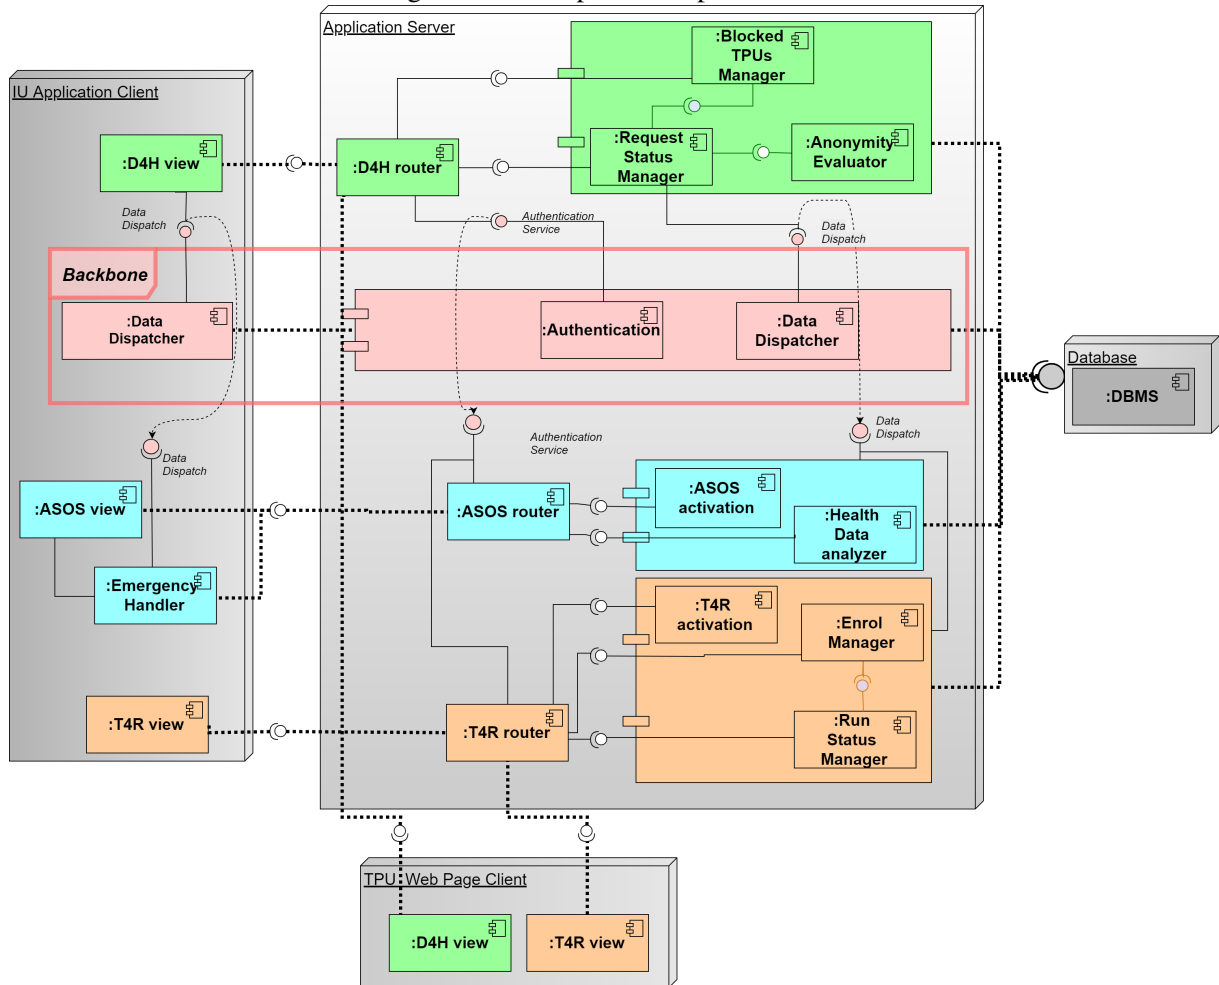 Application Server
:Blocked
TPUs
Manager
IU Application Client
:D4H view
:D4H router
:Request
Status
Manager
:Anonymity
Evaluator
Data
Dispatch
Authentication
Service
Data
Dispatch
Backbone
:Data
Dispatcher
:Authentication
:Data
Dispatcher
Database
:DBMS
Data
Dispatch
Authentication
Service
Data
Dispatch
:ASOS view
:ASOS router
:ASOS
activation
:Health
Data
analyzer
:Emergency
Handler
:T4R
activation
:Enrol
Manager
:T4R view
:T4R router
:Run
Status
Manager
TPU Web Page Client
:D4H view
:T4R view